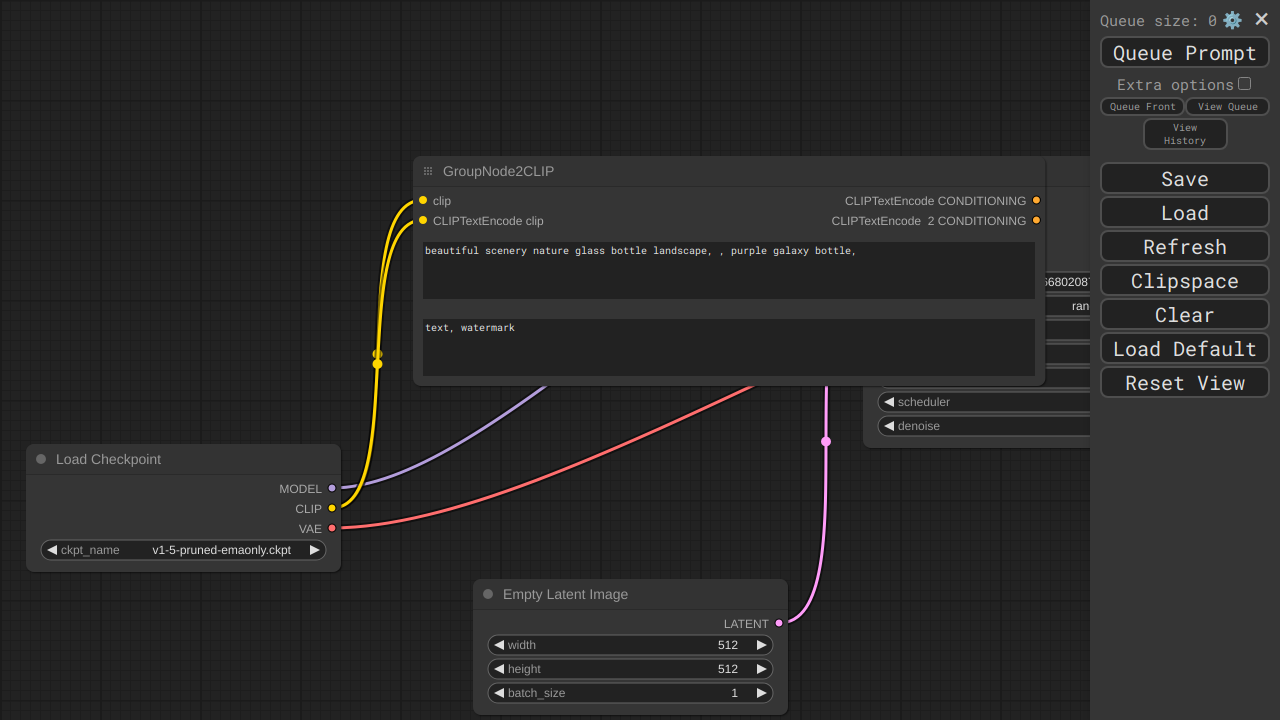 Queue size: 0
Queue Prompt
Extra options
Queue Front
View Queue
View
History
Save
Load
Refresh
Clipspace
Clear
Load Default
Reset View
GroupNode2CLIP
clip
CLIPTextEncode CONDITIONING
CLIPTextEncode clip
CLIPTextEncode  2 CONDITIONING
beautiful scenery nature glass bottle landscape, , purple galaxy bottle,
text, watermark
scheduler
denoise
Load Checkpoint
MODEL
CLIP
VAE
ckpt_name
v1-5-pruned-emaonly.ckpt
Empty Latent Image
LATENT
width
512
height
512
batch_size
1